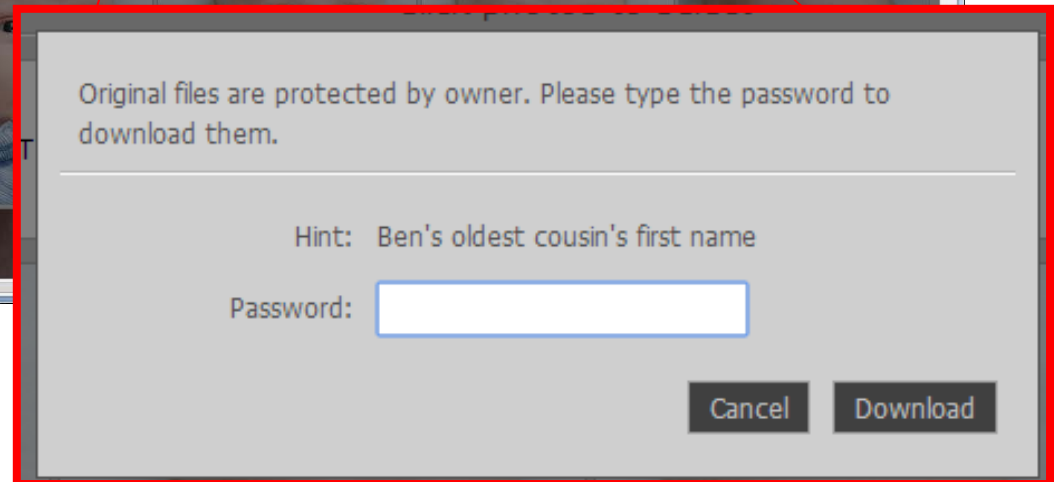 Original files are protected by owner. Please type the password to
download them.
T
Hint: Ben's oldest cousin's first name
Password:
Cancel Download